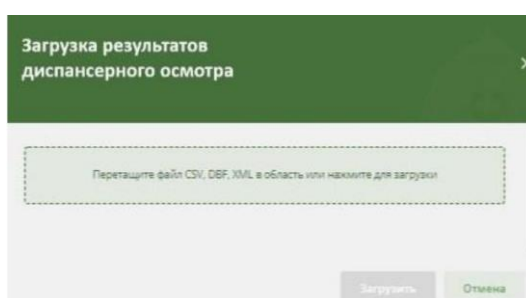 Загрузка результатов
диспансерного осмотра
Перетащите файл CSV, DBF, XML в область или нажмите для загрузки
Загрузить Отмена